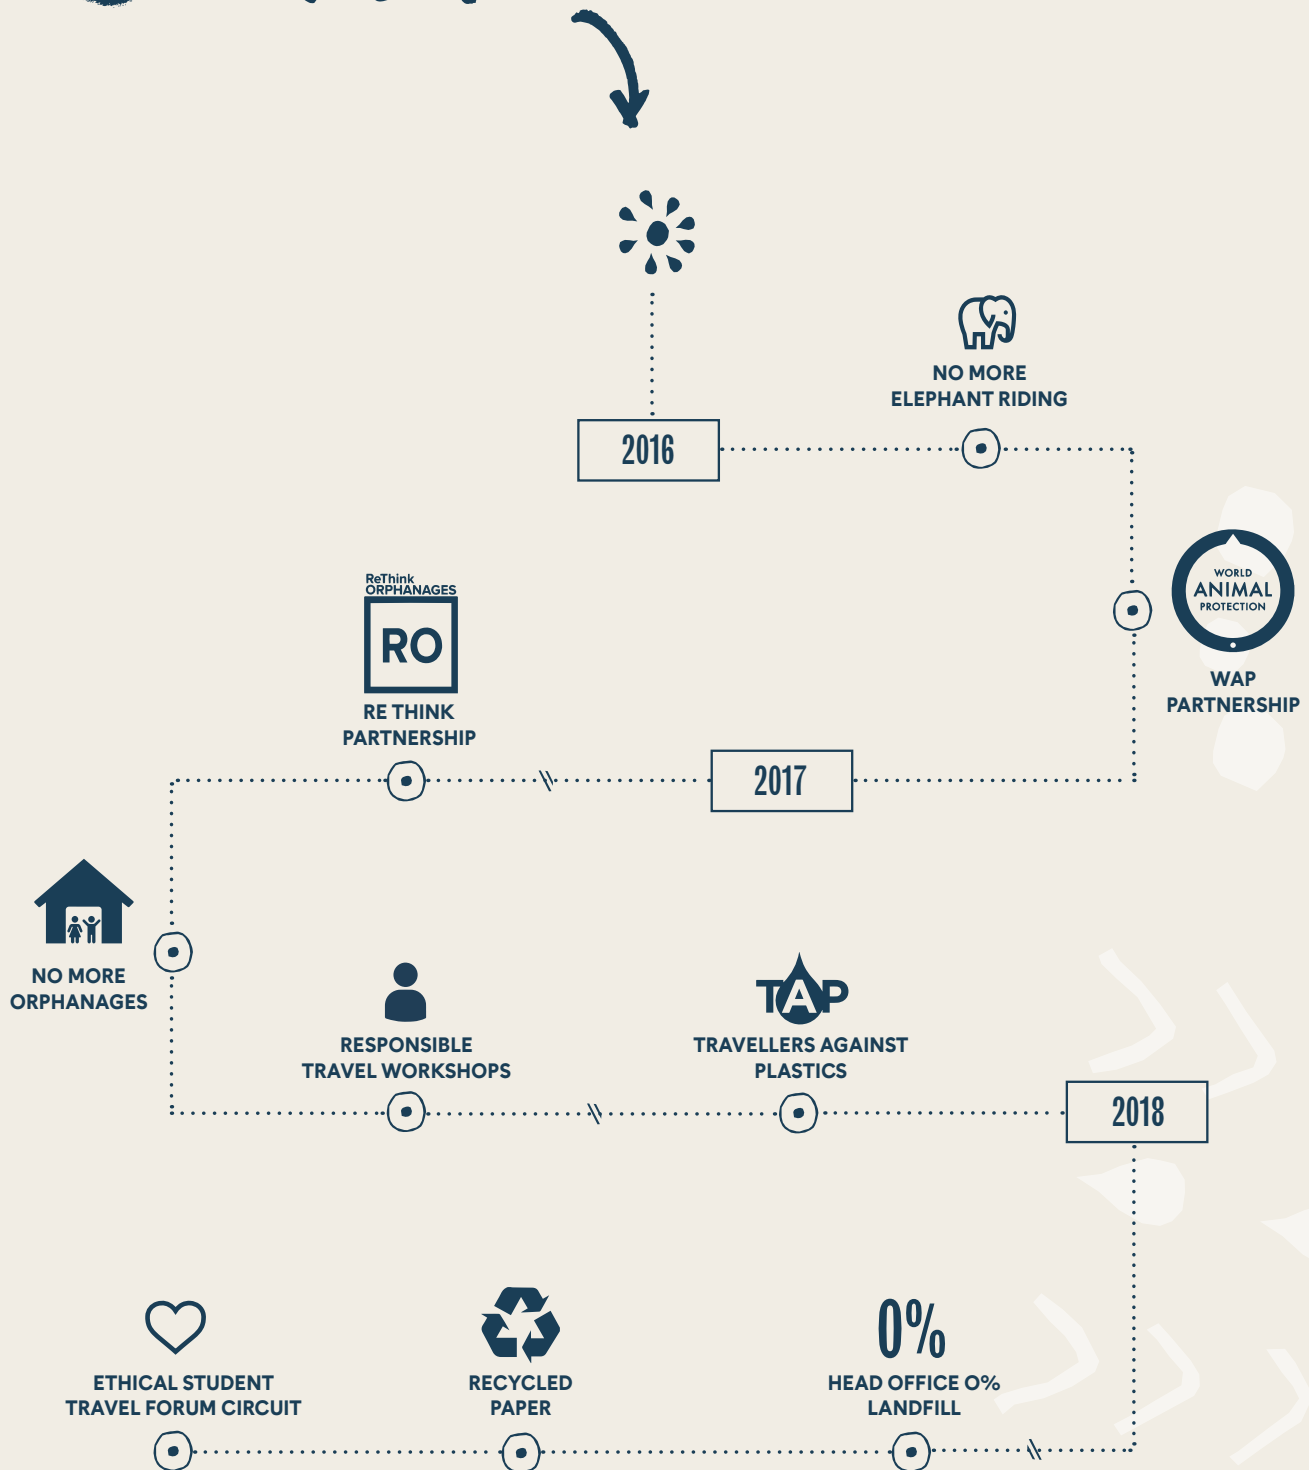 NO MORE
ELEPHANT RIDING
2016
WORLD
ANIMAL
PROTECTION
WAP
PARTNERSHIP
2017
ReThink
ORPHANAGES
RO
RE THINK
PARTNERSHIP
NO MORE
ORPHANAGES
RESPONSIBLE
TRAVEL WORKSHOPS
TAP
TRAVELLERS AGAINST
PLASTICS
2018
0%
HEAD OFFICE 0%
LANDFILL
RECYCLED
PAPER
ETHICAL STUDENT
TRAVEL FORUM CIRCUIT